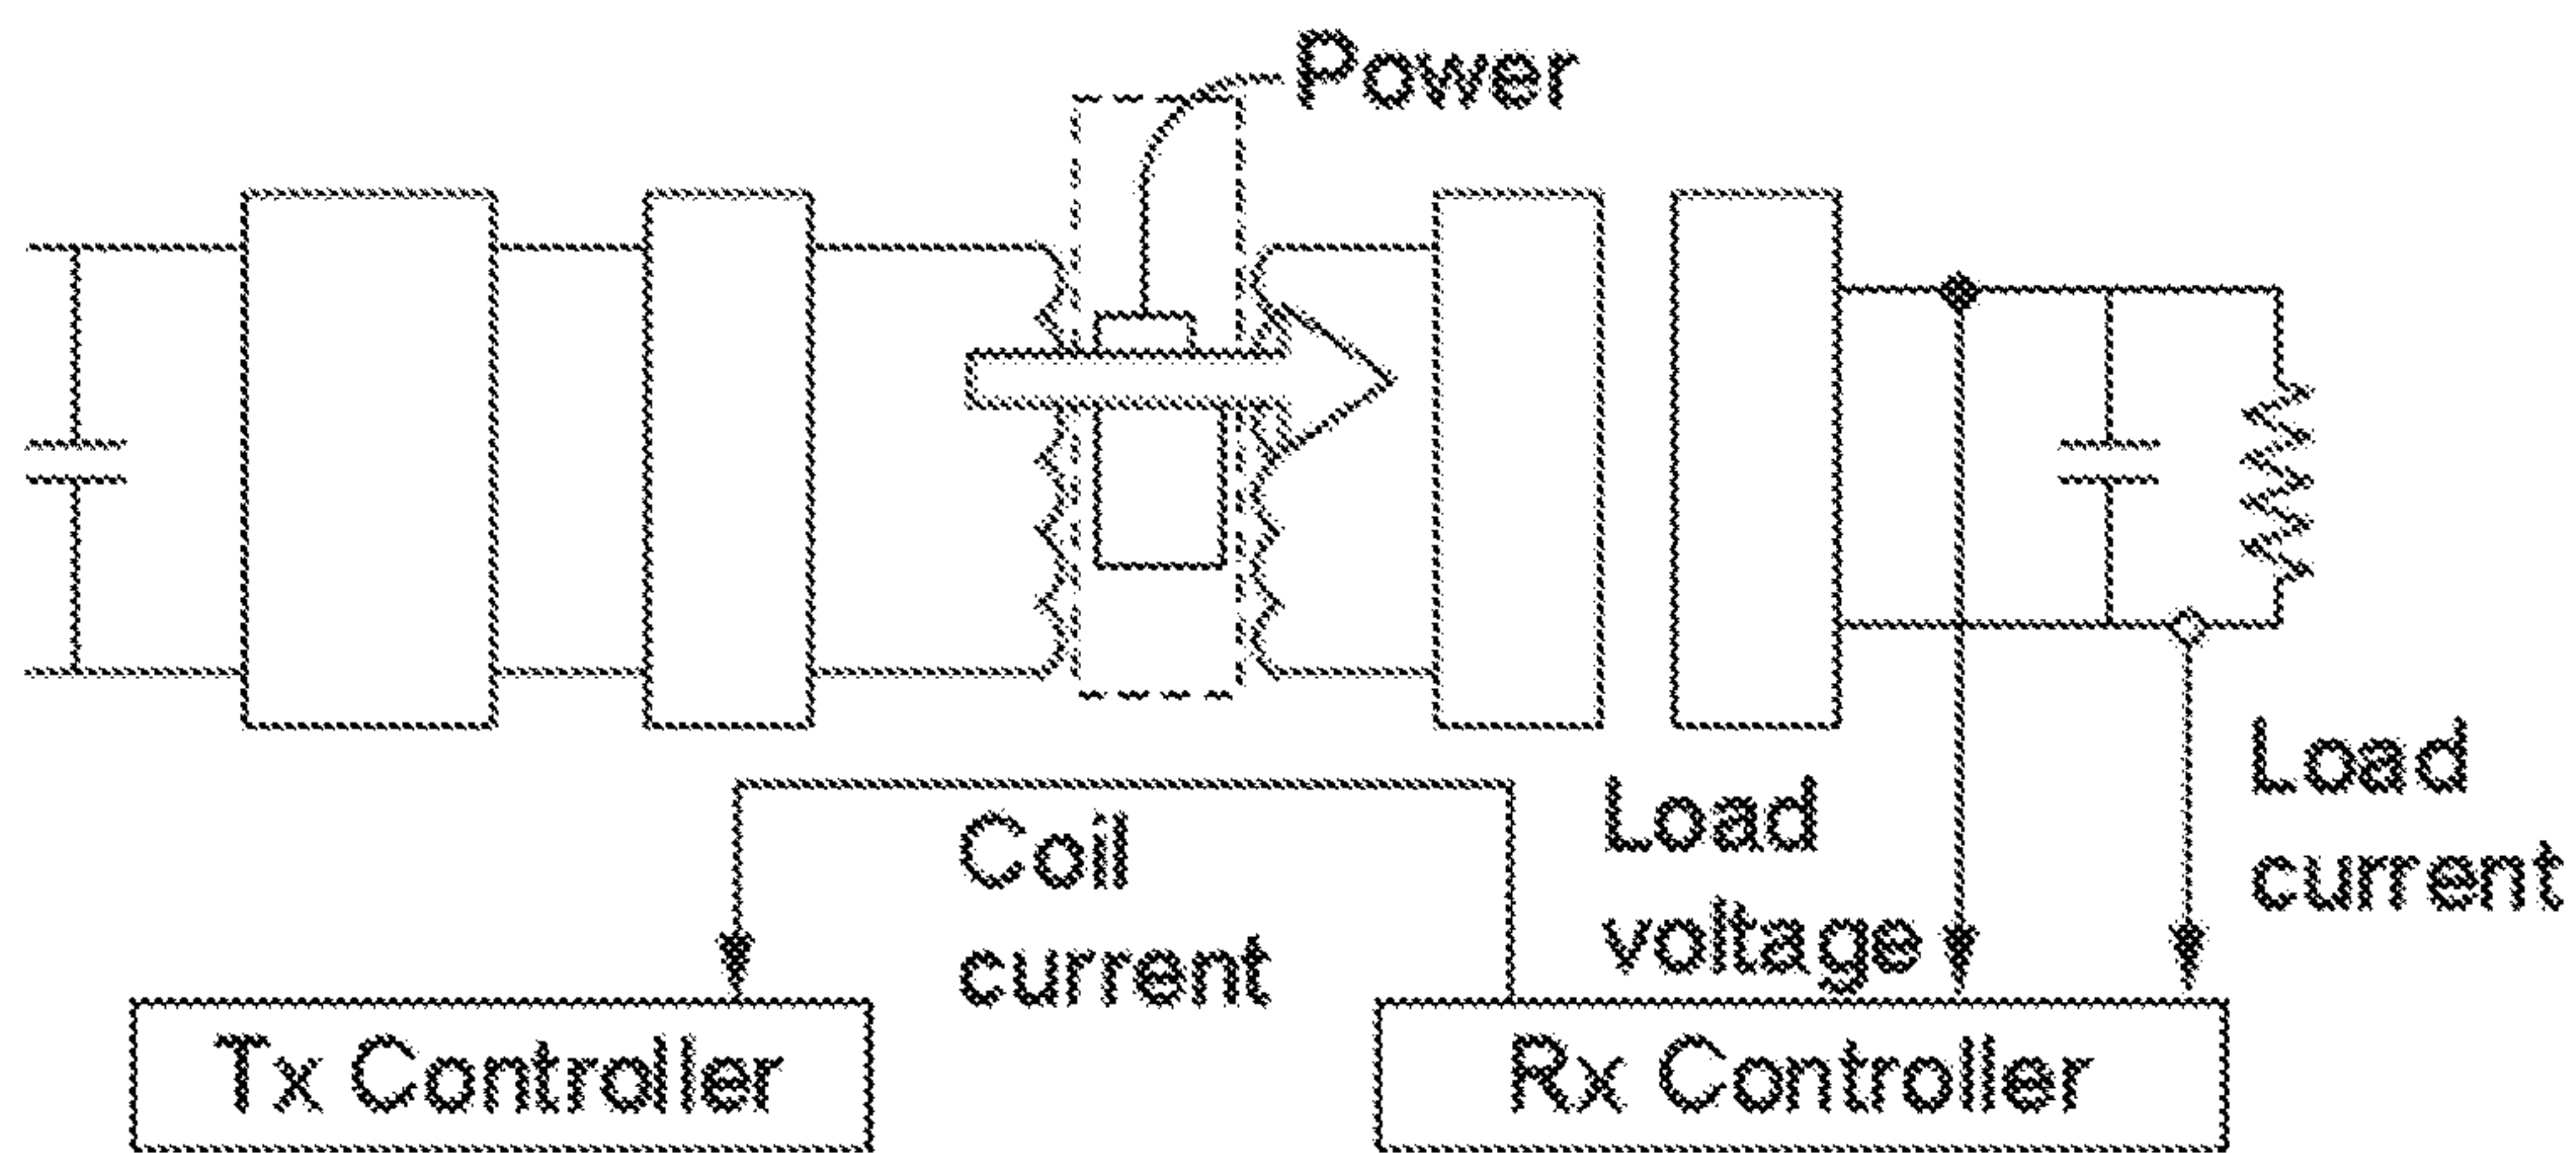 Power
Coil
current
Load
voltage
Load
current
Tx Controller
Rx Controller